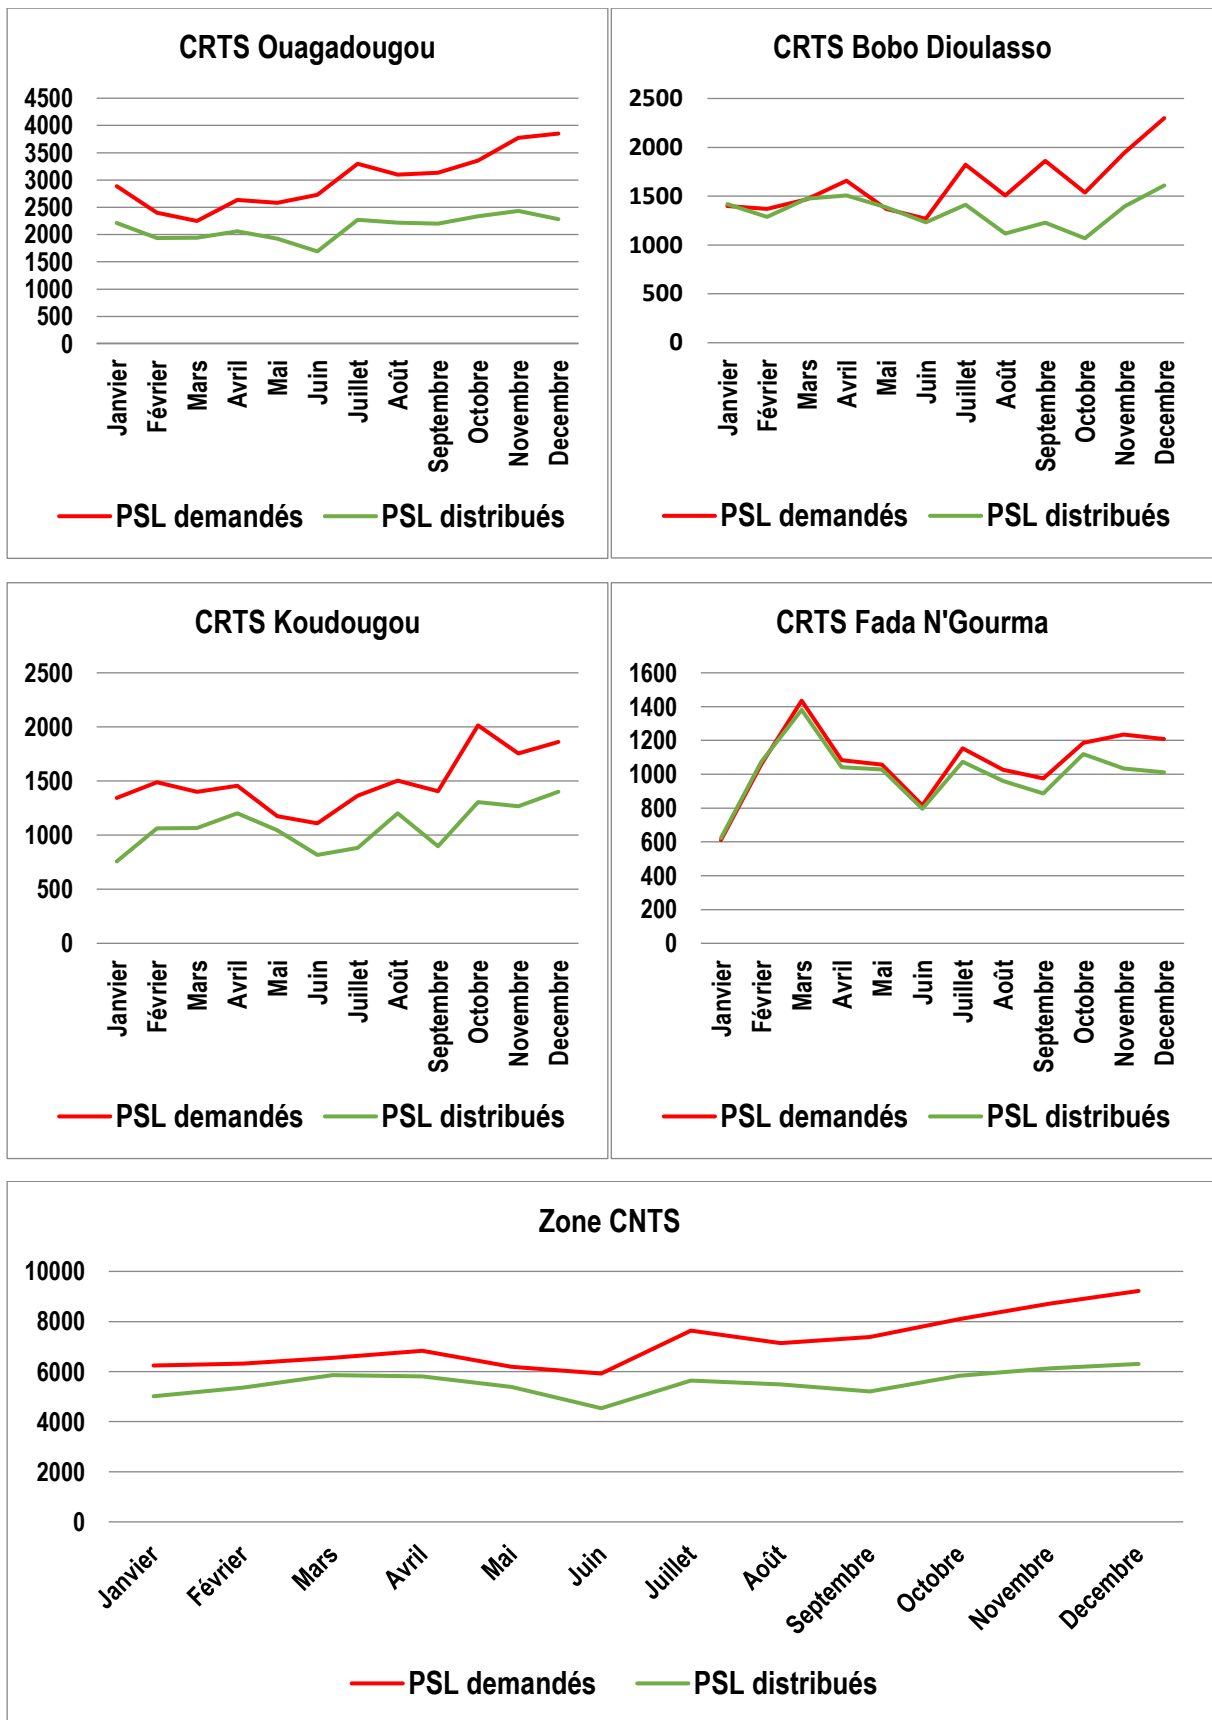 CRTS Ouagadougou
4500
4000
3500
3000
2500
2000
1500
1000
500
0
Janvier
Février
Mars
Avril
Mai
Juin
Juillet
Août
Septembre
Octobre
Novembre
Decembre
PSL demandés PSL distribués
CRTS Bobo Dioulasso
2500
2000
1500
1000
500
0
Janvier
Février
Mars
Avril
Mai
Juin
Juillet
Août
Septembre
Octobre
Novembre
Decembre
PSL demandés PSL distribués
CRTS Koudougou
2500
2000
1500
1000
500
0
Janvier
Février
Mars
Avril
Mai
Juin
Juillet
Août
Septembre
Octobre
Novembre
Decembre
PSL demandés PSL distribués
CRTS Fada N'Gourma
1600
1400
1200
1000
800
600
400
200
0
Janvier
Février
Mars
Avril
Mai
Juin
Juillet
Août
Septembre
Octobre
Novembre
Decembre
PSL demandés PSL distribués
Zone CNTS
10000
8000
6000
4000
2000
0
Janvier
Février
Mars
Avril
Mai
Juin
Juillet
Août
Septembre
Octobre
Novembre
Decembre
PSL demandés PSL distribués